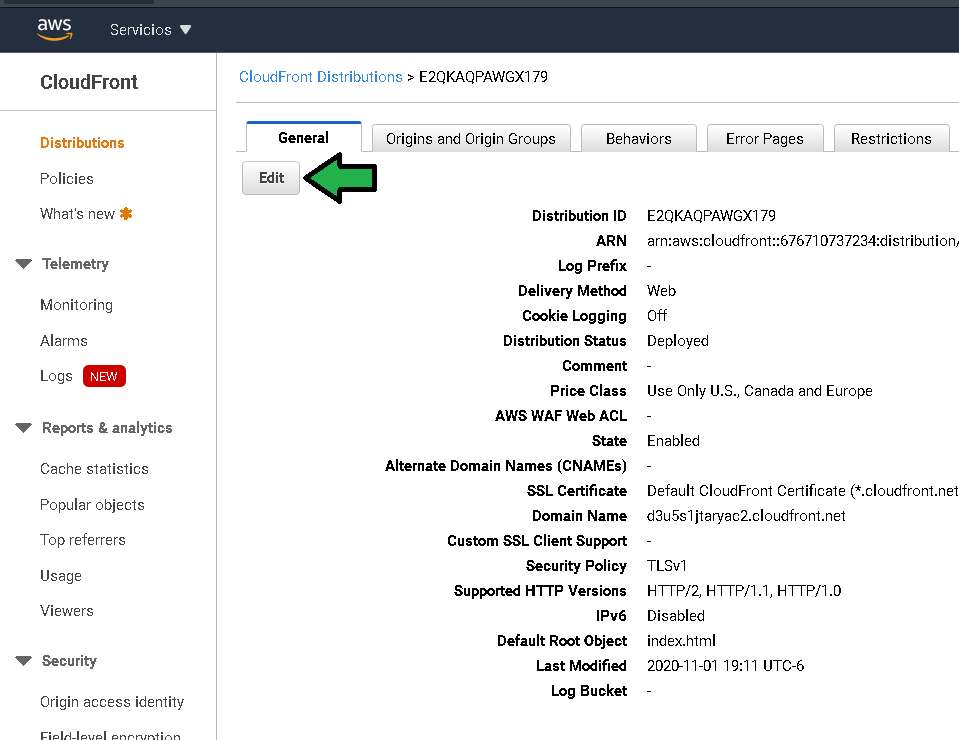 aws
Servicios
CloudFront
Distributions
Policies
What's new
Telemetry
Monitoring
Alarms
Logs NEW
Reports & analytics
Cache statistics
Popular objects
Top referrers
Usage
Viewers
Security
Origin access identity
Field-level encryption
CloudFront Distributions > E2QKAQPAWGX179
General Origins and Origin Groups Behaviors Error Pages Restrictions
Edit
Distribution ID E2QKAQPAWGX179
ARN arn:aws:cloudfront::676710737234:distribution/
Log Prefix -
Delivery Method Web
Cookie Logging Off
Distribution Status Deployed
Comment -
Price Class Use Only U.S., Canada and Europe
AWS WAF Web ACL -
State Enabled
Alternate Domain Names (CNAMEs) -
SSL Certificate Default CloudFront Certificate (*.cloudfront.net
Domain Name d3u5s1jtaryac2.cloudfront.net
Custom SSL Client Support -
Security Policy TLSv1
Supported HTTP Versions HTTP/2, HTTP/1.1, HTTP/1.0
IPv6 Disabled
Default Root Object index.html
Last Modified 2020-11-01 19:11 UTC-6
Log Bucket -